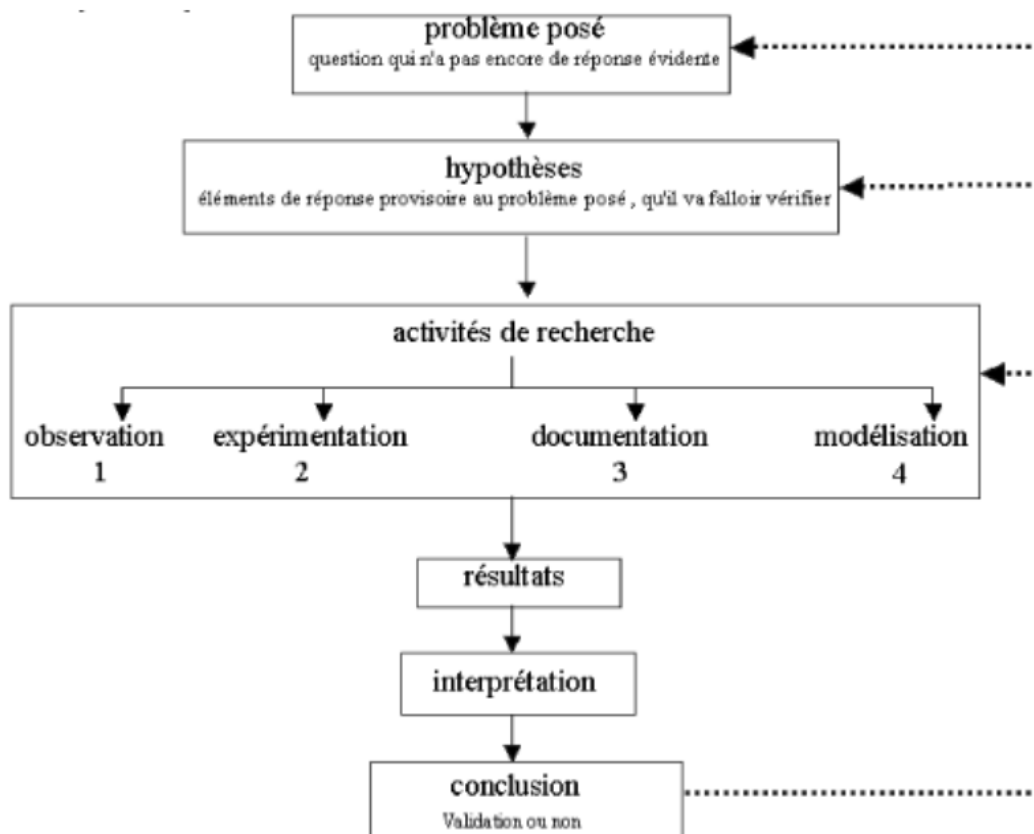 problème posé
question qui n'a pas encore de réponse évidente
hypothèses
éléments de réponse provisoire au problème posé , qu'il va falloir vérifier
activités de recherche
observation expérimentation documentation modélisation
1 2 3 4
résultats
interprétation
conclusion
Validation ou non